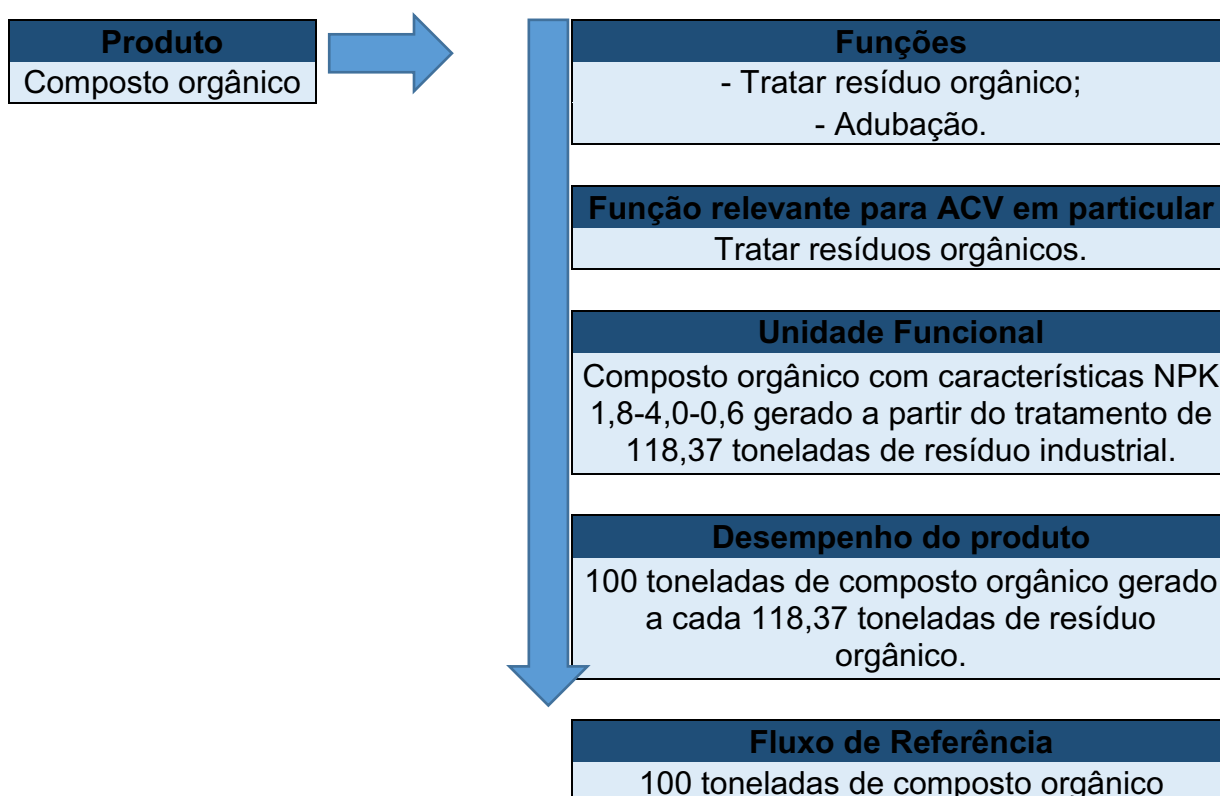 Produto
Composto orgânico
Funções
- Tratar resíduo orgânico;
- Adubação.
Função relevante para ACV em particular
Tratar resíduos orgânicos.
Unidade Funcional
Composto orgânico com características NPK
1,8-4,0-0,6 gerado a partir do tratamento de
118,37 toneladas de resíduo industrial.
Desempenho do produto
100 toneladas de composto orgânico gerado
a cada 118,37 toneladas de resíduo
orgânico.
Fluxo de Referência
100 toneladas de composto orgânico